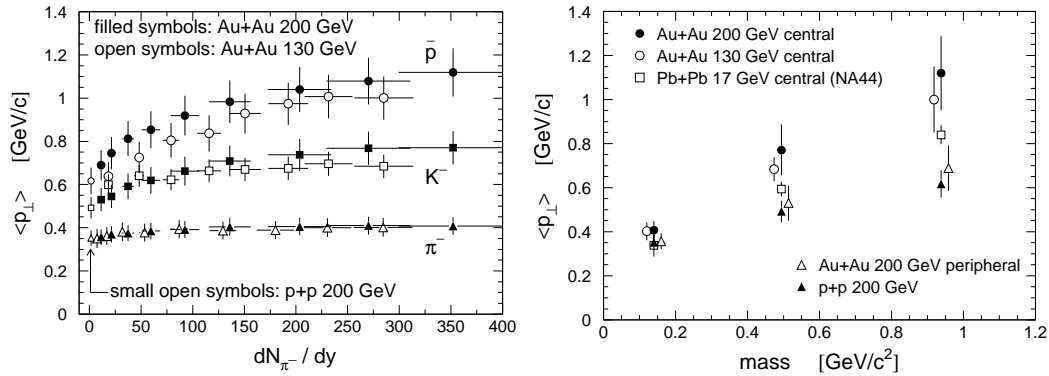 filled symbols: Au+Au 200 GeV
open symbols: Au+Au 130 GeV
p̄
K⁻
π⁻
small open symbols: p+p 200 GeV
<p⊥> [GeV/c]
0
0.2
0.4
0.6
0.8
1
1.2
0 50 100 150 200 250 300 350 400
dN_π⁻ / dy
Au+Au 200 GeV central
Au+Au 130 GeV central
Pb+Pb 17 GeV central (NA44)
Au+Au 200 GeV peripheral
p+p 200 GeV
<p⊥> [GeV/c]
0
0.2
0.4
0.6
0.8
1
1.2
1.4
0 0.2 0.4 0.6 0.8 1 1.2
mass [GeV/c²]